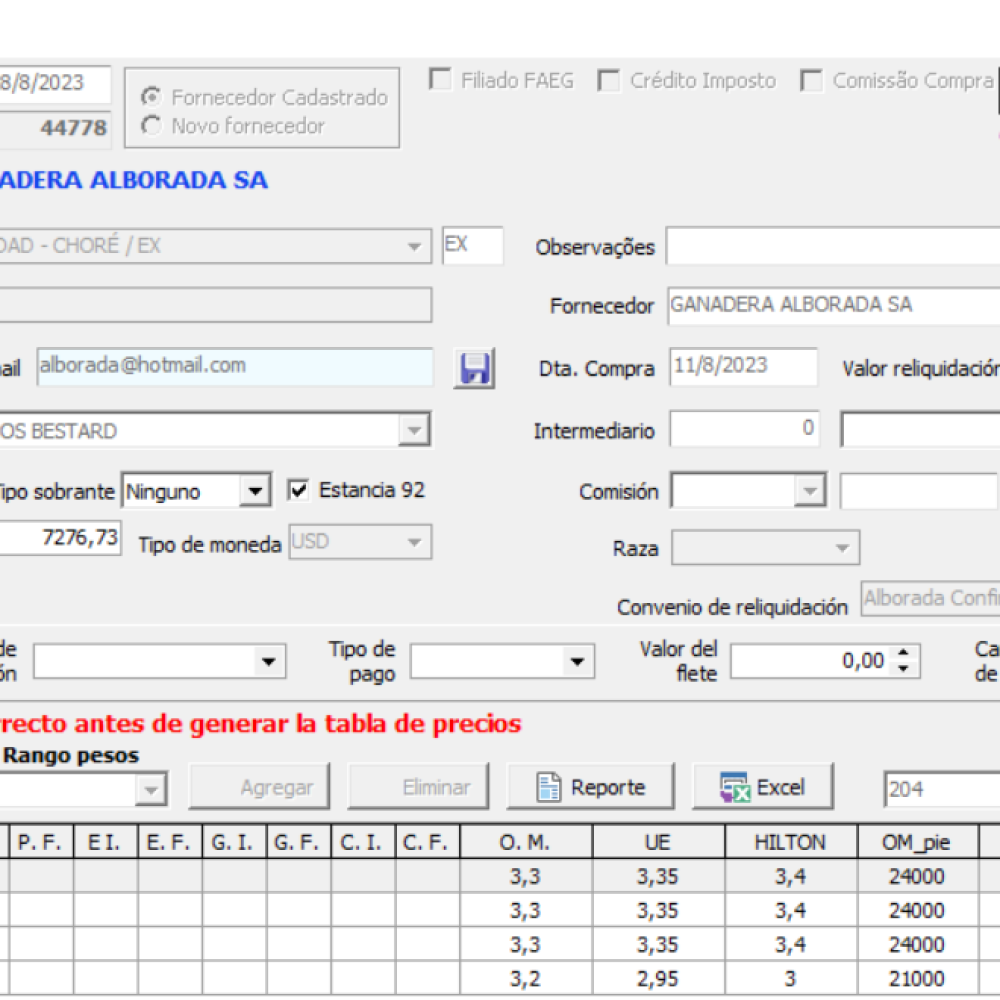 8/8/2023
Fornecedor Cadastrado
Novo fornecedor
Filiado FAEG Crédito Imposto Comissão Compra
44778
ADERA ALBORADA SA
DAD - CHORÉ / EX EX Observações
Fornecedor GANADERA ALBORADA SA
ail alborada@hotmail.com Dta. Compra 11/8/2023 Valor reliquidación
OS BESTARD Intermediario 0
Tipo sobrante Ninguno Estancia 92 Comisión
7276,73 Tipo de moneda USD Raza
Convenio de reliquidación Alborada Confi
de
ón
Tipo de
pago
Valor del
flete
0,00
Ca
de
recto antes de generar la tabla de precios
Rango pesos
Agregar Eliminar Reporte Excel 204
P. F. E I. E. F. G. I. G. F. C. I. C. F. O. M. UE HILTON OM_pie
3,3 3,35 3,4 24000
3,3 3,35 3,4 24000
3,3 3,35 3,4 24000
3,2 2,95 3 21000